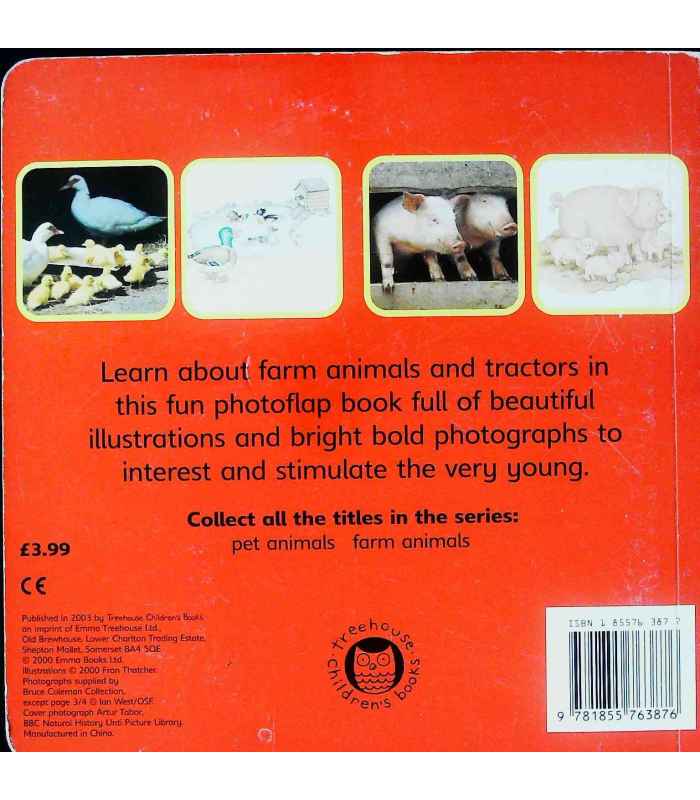 Learn about farm animals and tractors in
this fun photoflap book full of beautiful
illustrations and bright bold photographs to
interest and stimulate the very young.
Collect all the titles in the series:
pet animals farm animals
£3.99
CE
Published in 2003 by Treehouse Children's Books
an imprint of Emma Treehouse Ltd.,
Old Brewhouse, Lower Charlton Trading Estate,
Shepton Mallet, Somerset BA4 5QE
© 2000 Emma Books Ltd.
Illustrations © 2000 Fran Thatcher.
Photographs supplied by
Bruce Coleman Collection,
except page 3/4 © Ian West/OSF.
Cover photograph Artur Tabor,
BBC Natural History Unit Picture Library.
Manufactured in China.
treehouse
children's books
ISBN 1 85576 387 7
9 781855 763876